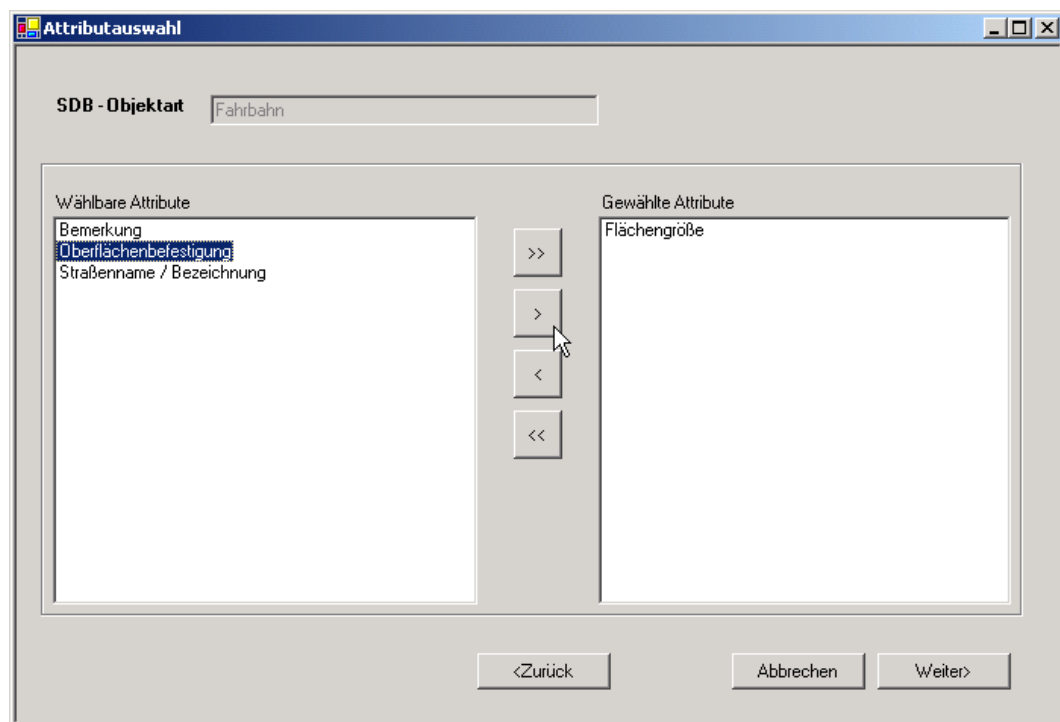 Attributauswahl
SDB - Objektart
Fahrbahn
Wählbare Attribute
Bemerkung
Oberflächenbefestigung
Straßenname / Bezeichnung
>>
>
<
<<
Gewählte Attribute
Flächengröße
<Zurück
Abbrechen
Weiter>